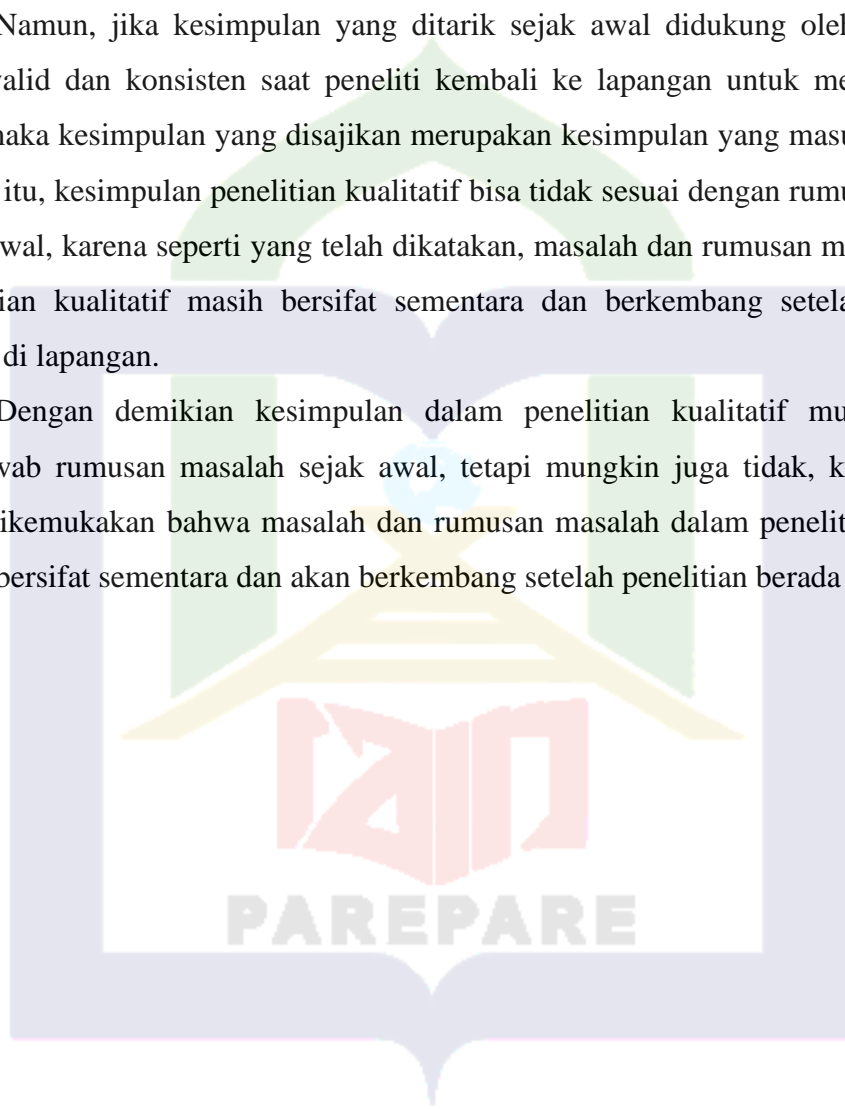 Namun, jika kesimpulan yang ditarik sejak awal didukung oleh
valid dan konsisten saat peneliti kembali ke lapangan untuk me
naka kesimpulan yang disajikan merupakan kesimpulan yang masu
itu, kesimpulan penelitian kualitatif bisa tidak sesuai dengan rumu
wal, karena seperti yang telah dikatakan, masalah dan rumusan m
ian kualitatif masih bersifat sementara dan berkembang setela
di lapangan.
Dengan demikian kesimpulan dalam penelitian kualitatif mu
vab rumusan masalah sejak awal, tetapi mungkin juga tidak, k
ikemukakan bahwa masalah dan rumusan masalah dalam penelit
bersifat sementara dan akan berkembang setelah penelitian berada
iain
PAREPARE